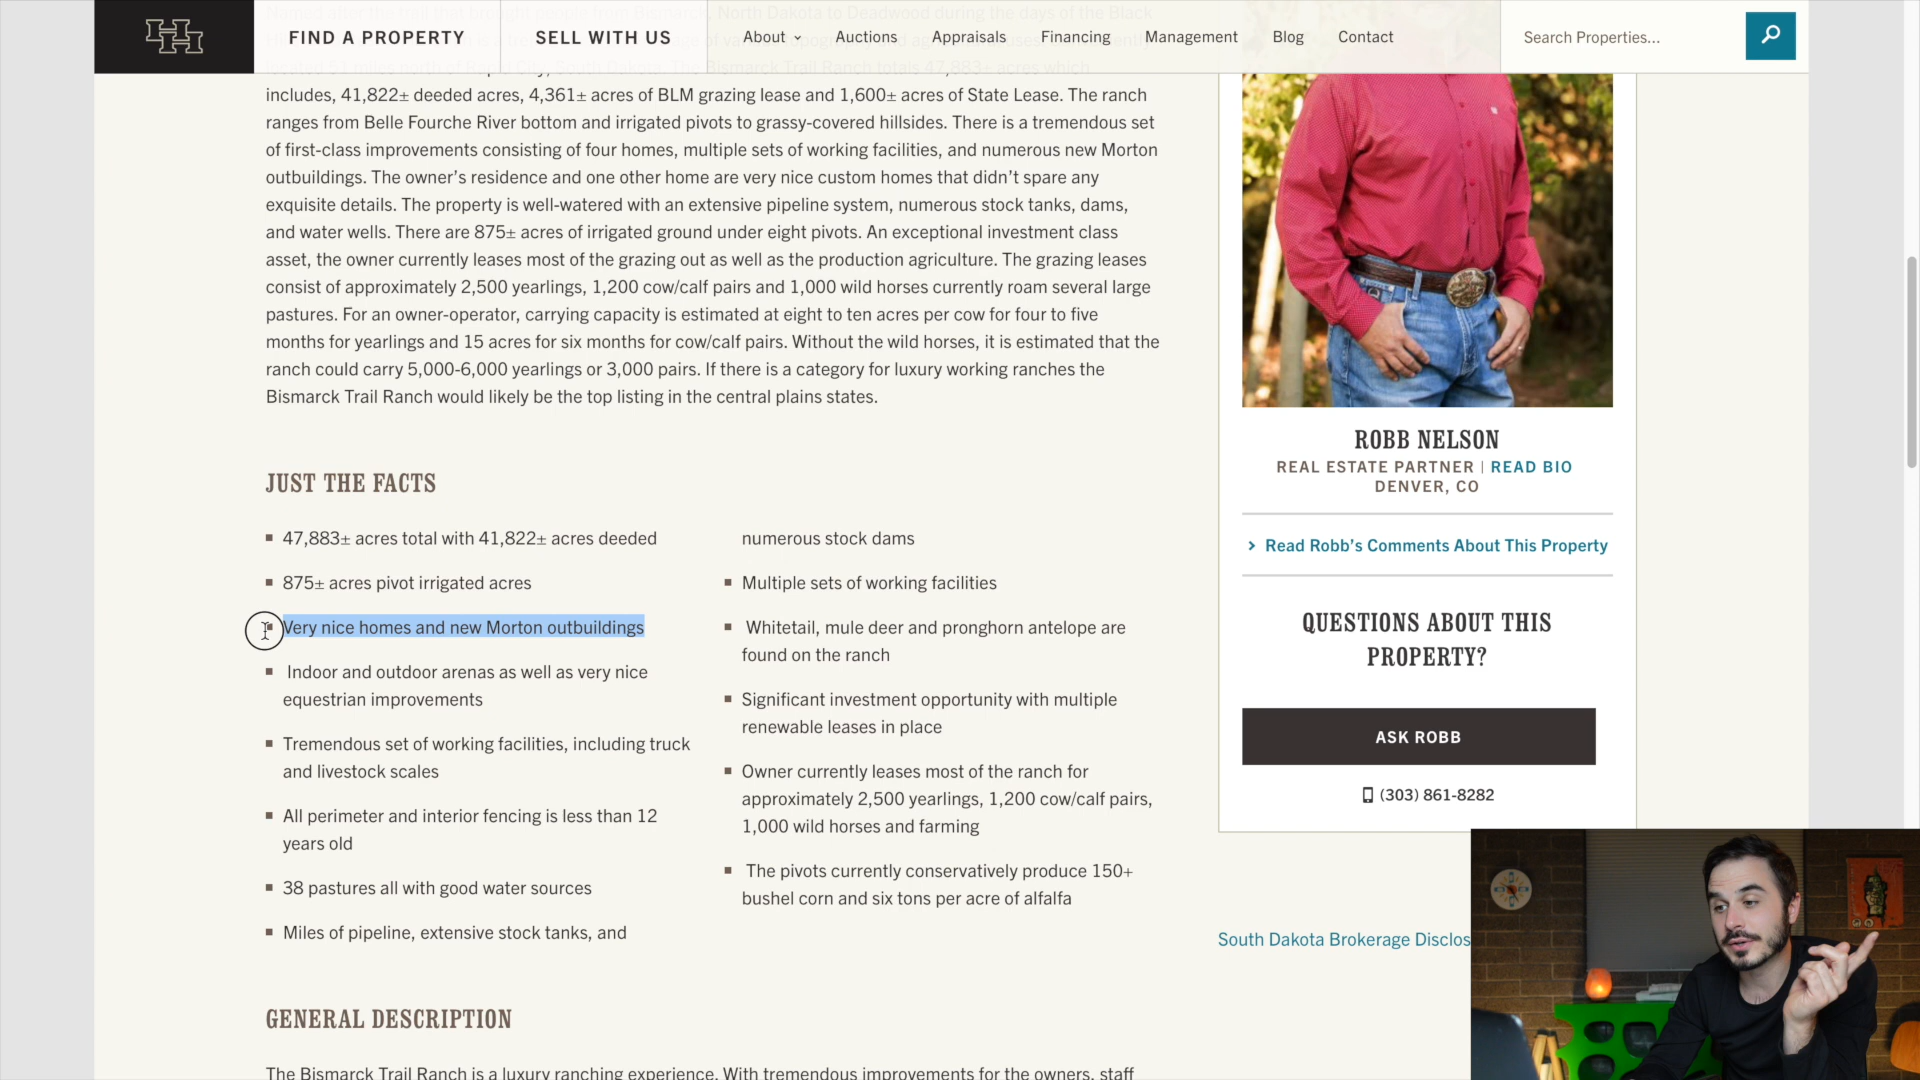 FIND A PROPERTY
SELL WITH US
About
Auctions
Appraisals
Financing
Management
Blog
Contact
Search Properties...
includes, 41,822± deeded acres, 4,361± acres of BLM grazing lease and 1,600± acres of State Lease. The ranch
ranges from Belle Fourche River bottom and irrigated pivots to grassy-covered hillsides. There is a tremendous set
of first-class improvements consisting of four homes, multiple sets of working facilities, and numerous new Morton
outbuildings. The owner’s residence and one other home are very nice custom homes that didn’t spare any
exquisite details. The property is well-watered with an extensive pipeline system, numerous stock tanks, dams,
and water wells. There are 875± acres of irrigated ground under eight pivots. An exceptional investment class
asset, the owner currently leases most of the grazing out as well as the production agriculture. The grazing leases
consist of approximately 2,500 yearlings, 1,200 cow/calf pairs and 1,000 wild horses currently roam several large
pastures. For an owner-operator, carrying capacity is estimated at eight to ten acres per cow for four to five
months for yearlings and 15 acres for six months for cow/calf pairs. Without the wild horses, it is estimated that the
ranch could carry 5,000-6,000 yearlings or 3,000 pairs. If there is a category for luxury working ranches the
Bismarck Trail Ranch would likely be the top listing in the central plains states.
JUST THE FACTS
47,883± acres total with 41,822± acres deeded
875± acres pivot irrigated acres
Very nice homes and new Morton outbuildings
Indoor and outdoor arenas as well as very nice
equestrian improvements
Tremendous set of working facilities, including truck
and livestock scales
All perimeter and interior fencing is less than 12
years old
38 pastures all with good water sources
Miles of pipeline, extensive stock tanks, and
numerous stock dams
Multiple sets of working facilities
Whitetail, mule deer and pronghorn antelope are
found on the ranch
Significant investment opportunity with multiple
renewable leases in place
Owner currently leases most of the ranch for
approximately 2,500 yearlings, 1,200 cow/calf pairs,
1,000 wild horses and farming
The pivots currently conservatively produce 150+
bushel corn and six tons per acre of alfalfa
GENERAL DESCRIPTION
The Bismarck Trail Ranch is a luxury ranching experience. With tremendous improvements for the owners, staff
ROBB NELSON
REAL ESTATE PARTNER | READ BIO
DENVER, CO
Read Robb’s Comments About This Property
QUESTIONS ABOUT THIS
PROPERTY?
ASK ROBB
(303) 861-8282
South Dakota Brokerage Disclos